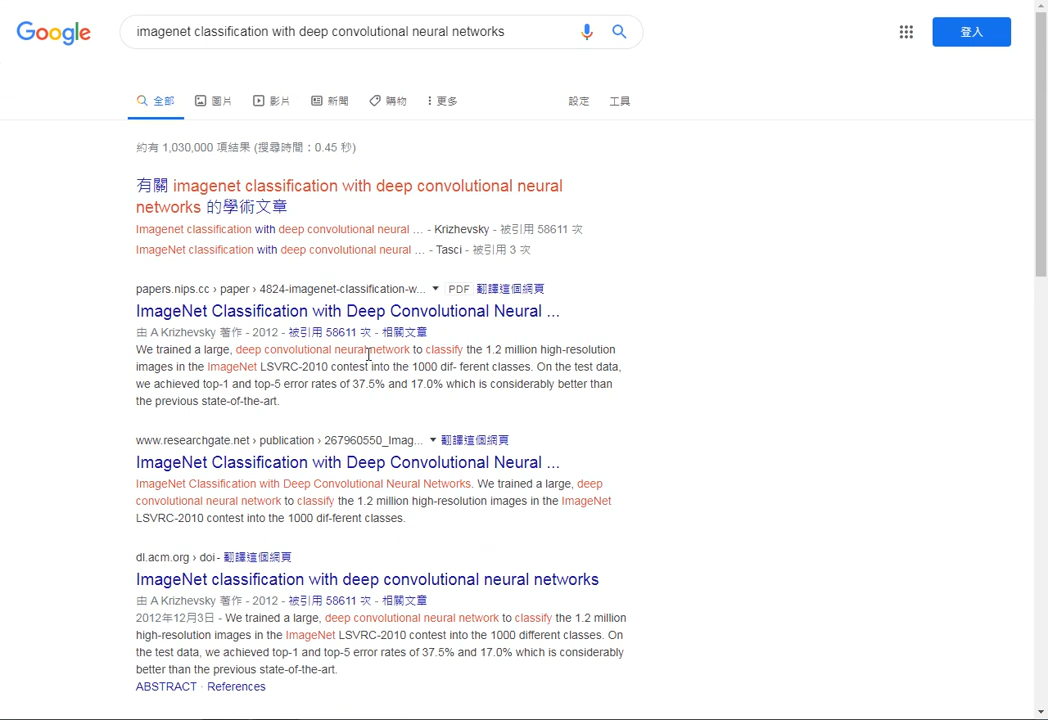 Google
imagenet classification with deep convolutional neural networks
登入
全部 圖片 影片 新聞 購物 更多 設定 工具
約有 1,030,000 項結果 (搜尋時間：0.45 秒)
有關 imagenet classification with deep convolutional neural
networks 的學術文章
Imagenet classification with deep convolutional neural ... - Krizhevsky - 被引用 58611 次
ImageNet classification with deep convolutional neural ... - Tasci - 被引用 3 次
papers.nips.cc › paper › 4824-imagenet-classification-w... PDF 翻譯這個網頁
ImageNet Classification with Deep Convolutional Neural ...
由 A Krizhevsky 著作 - 2012 - 被引用 58611 次 - 相關文章
We trained a large, deep convolutional neural network to classify the 1.2 million high-resolution
images in the ImageNet LSVRC-2010 contest into the 1000 dif- ferent classes. On the test data,
we achieved top-1 and top-5 error rates of 37.5% and 17.0% which is considerably better than
the previous state-of-the-art.
www.researchgate.net › publication › 267960550_Imag... 翻譯這個網頁
ImageNet Classification with Deep Convolutional Neural ...
ImageNet Classification with Deep Convolutional Neural Networks. We trained a large, deep
convolutional neural network to classify the 1.2 million high-resolution images in the ImageNet
LSVRC-2010 contest into the 1000 dif-ferent classes.
dl.acm.org › doi - 翻譯這個網頁
ImageNet classification with deep convolutional neural networks
由 A Krizhevsky 著作 - 2012 - 被引用 58611 次 - 相關文章
2012年12月3日 - We trained a large, deep convolutional neural network to classify the 1.2 million
high-resolution images in the ImageNet LSVRC-2010 contest into the 1000 different classes. On
the test data, we achieved top-1 and top-5 error rates of 37.5% and 17.0% which is considerably
better than the previous state-of-the-art.
ABSTRACT · References